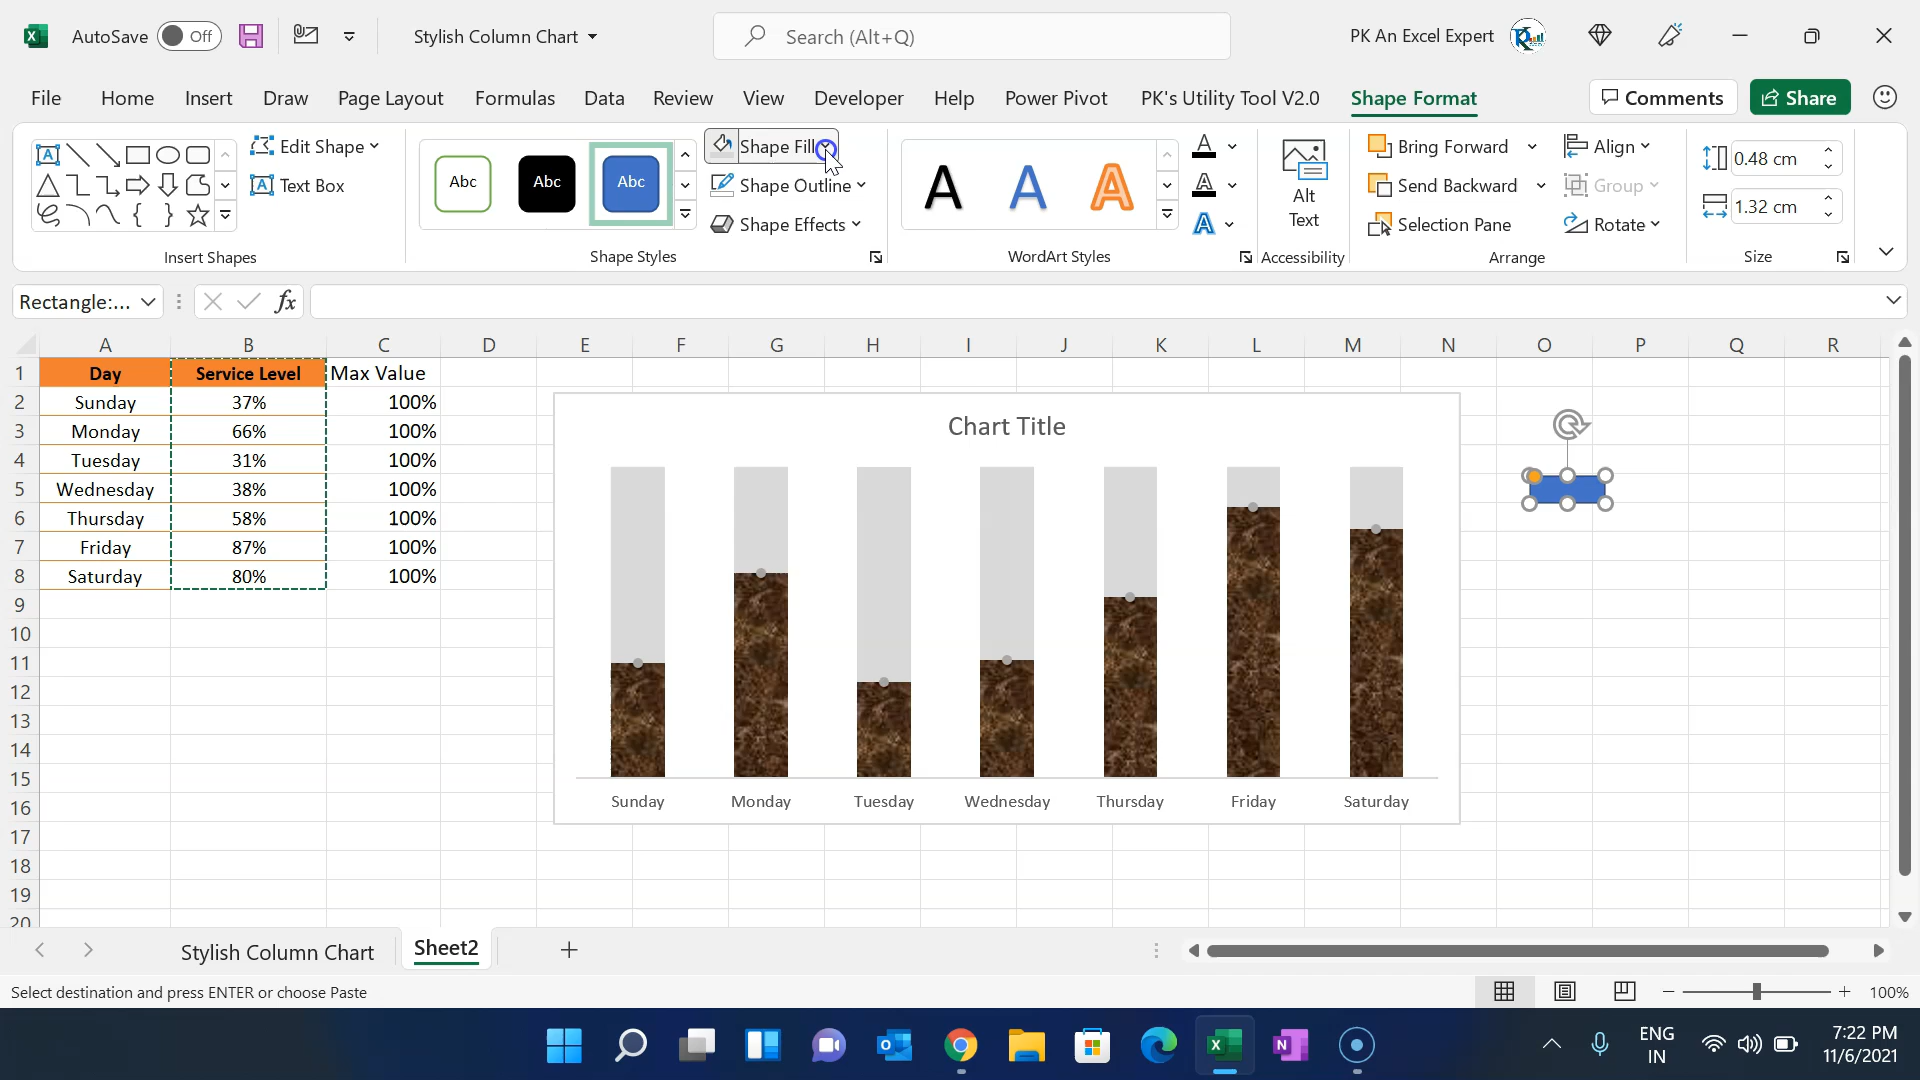 AutoSave Off Stylish Column Chart Search (Alt+Q) PK An Excel Expert
File Home Insert Draw Page Layout Formulas Data Review View Developer Help Power Pivot PK's Utility Tool V2.0 Shape Format Comments Share
Edit Shape
Text Box
Insert Shapes
Abc Abc Abc
Shape Fill
Shape Outline
Shape Effects
Shape Styles
A A A
WordArt Styles
Alt
Text
Accessibility
Bring Forward
Send Backward
Selection Pane
Align
Group
Rotate
Arrange
0.48 cm
1.32 cm
Size
Rectangle:... fx
A B C D E F G H I J K L M N O P Q R
1 Day Service Level Max Value
2 Sunday 37% 100%
3 Monday 66% 100%
4 Tuesday 31% 100%
5 Wednesday 38% 100%
6 Thursday 58% 100%
7 Friday 87% 100%
8 Saturday 80% 100%
9
10
11
12
13
14
15
16
17
18
19
20
Chart Title
Sunday Monday Tuesday Wednesday Thursday Friday Saturday
Stylish Column Chart Sheet2
Select destination and press ENTER or choose Paste 100%
ENG
IN
7:22 PM
11/6/2021